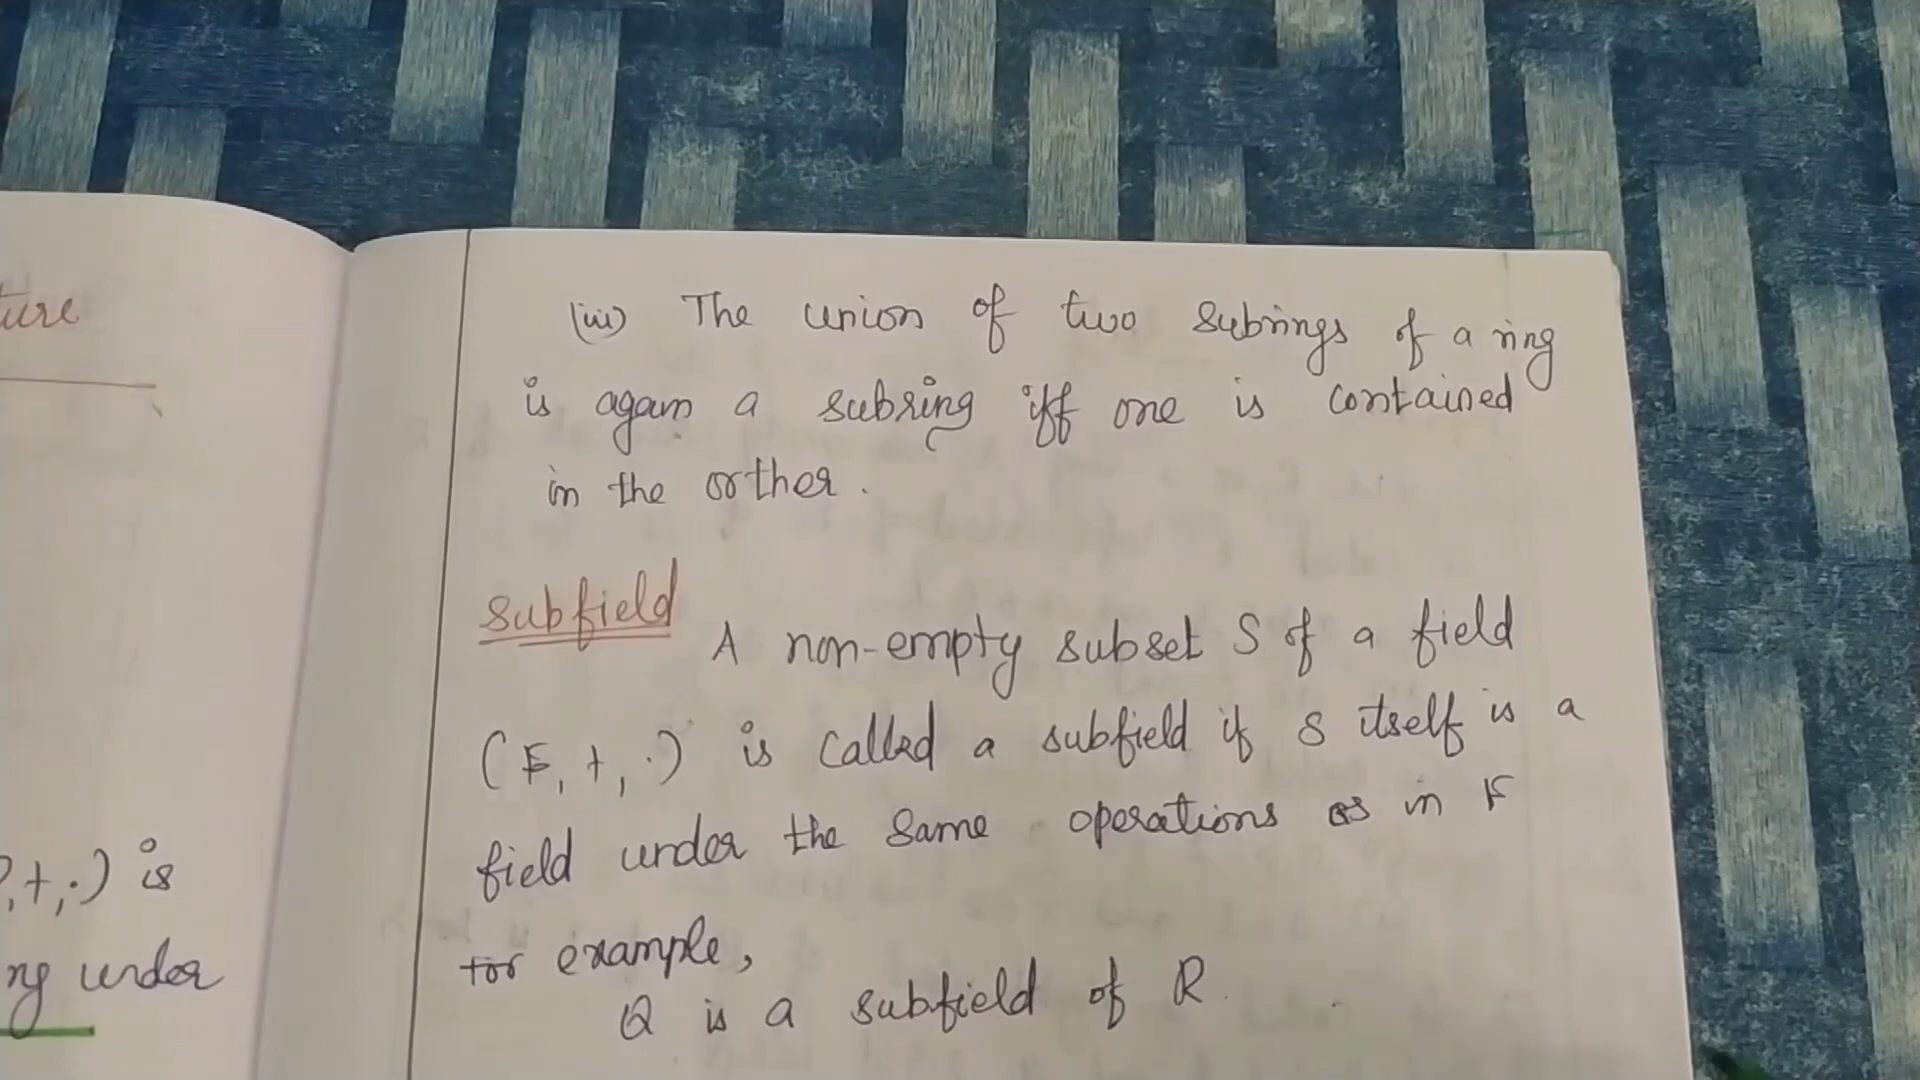 ture
,+,.) is
ng under
(iii) The union of two subrings of a ring
is again a subring iff one is contained
in the orther.
subfield
A non-empty subset S of a field
(F, +, .) is called a subfield if S itself is a
field under the same operations as in F
for example,
Q is a subfield of R.